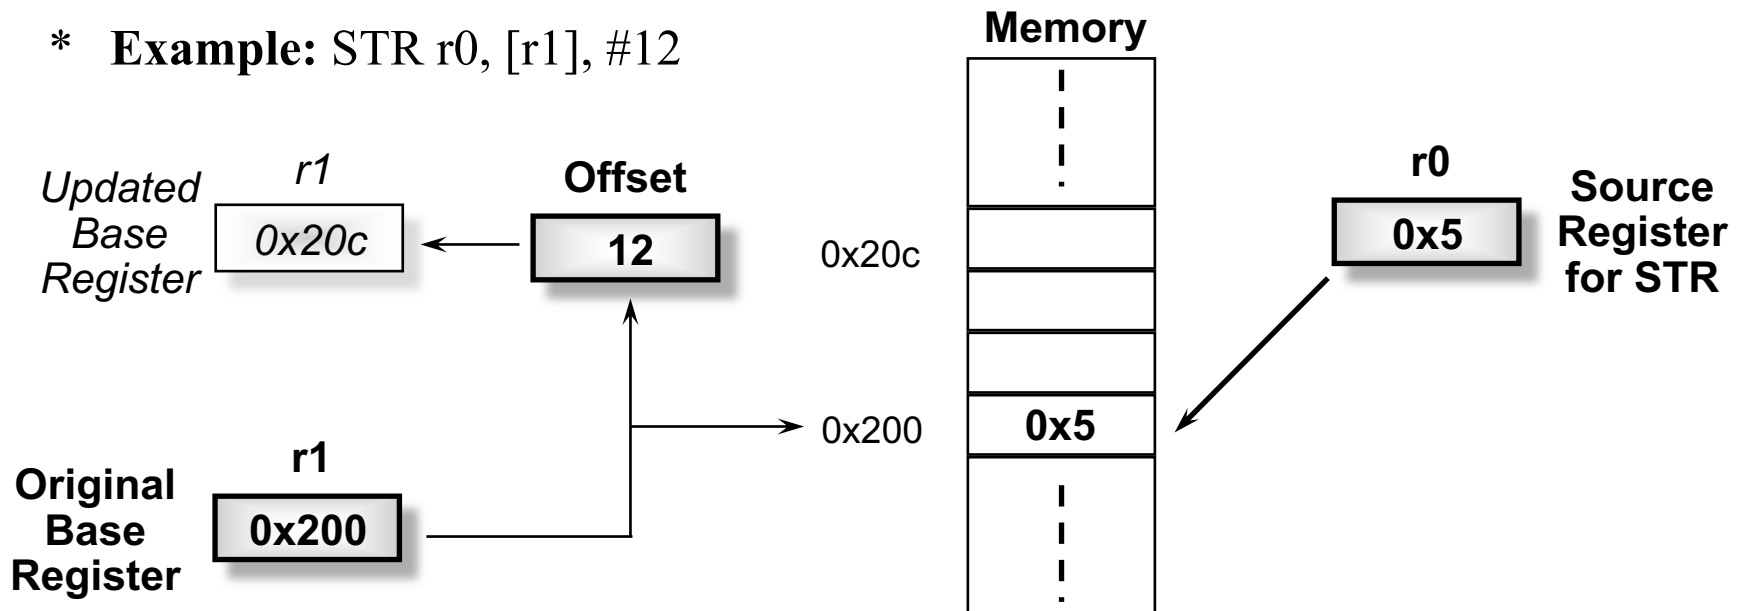 * Example: STR r0, [r1], #12
Memory
r1
Updated
Base
Register
0x20c
Offset
12
0x20c
r0
0x5
Source
Register
for STR
0x200
0x5
r1
Original
Base
Register
0x200